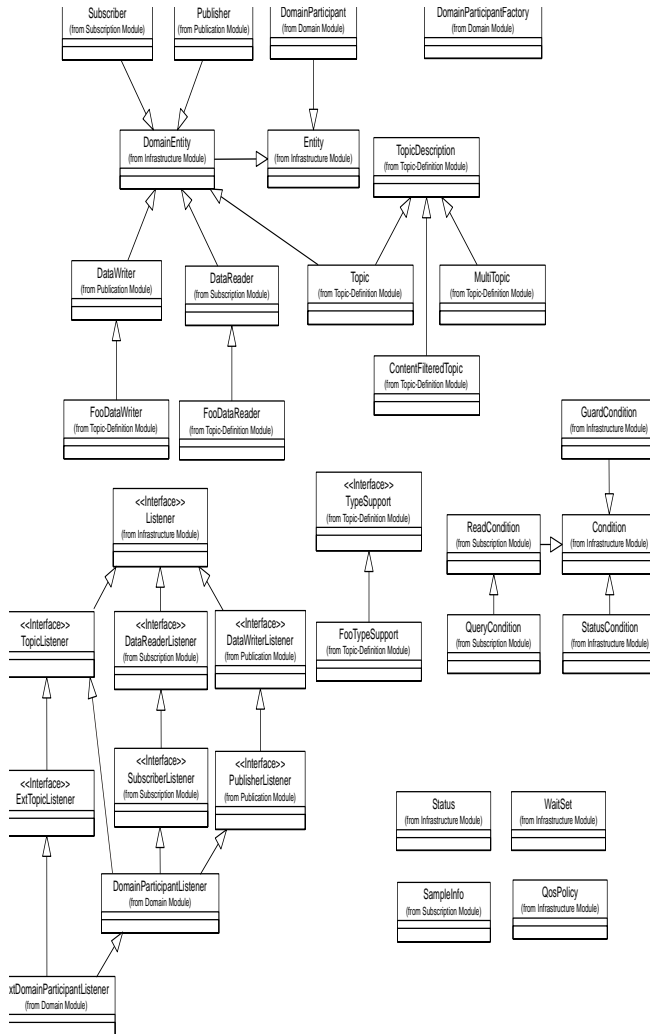 Subscriber
(from Subscription Module)
Publisher
(from Publication Module)
DomainParticipant
(from Domain Module)
DomainParticipantFactory
(from Domain Module)
DomainEntity
(from Infrastructure Module)
Entity
(from Infrastructure Module)
TopicDescription
(from Topic-Definition Module)
DataWriter
(from Publication Module)
DataReader
(from Subscription Module)
Topic
(from Topic-Definition Module)
MultiTopic
(from Topic-Definition Module)
ContentFilteredTopic
(from Topic-Definition Module)
FooDataWriter
(from Topic-Definition Module)
FooDataReader
(from Topic-Definition Module)
GuardCondition
(from Infrastructure Module)
<<Interface>>
Listener
(from Infrastructure Module)
<<Interface>>
TypeSupport
(from Topic-Definition Module)
ReadCondition
(from Subscription Module)
Condition
(from Infrastructure Module)
<<Interface>>
TopicListener
<<Interface>>
DataReaderListener
(from Subscription Module)
<<Interface>>
DataWriterListener
(from Publication Module)
FooTypeSupport
(from Topic-Definition Module)
QueryCondition
(from Subscription Module)
StatusCondition
(from Infrastructure Module)
<<Interface>>
ExtTopicListener
<<Interface>>
SubscriberListener
(from Subscription Module)
<<Interface>>
PublisherListener
(from Publication Module)
Status
(from Infrastructure Module)
WaitSet
(from Infrastructure Module)
DomainParticipantListener
(from Domain Module)
SampleInfo
(from Subscription Module)
QosPolicy
(from Infrastructure Module)
xtDomainParticipantListener
(from Domain Module)